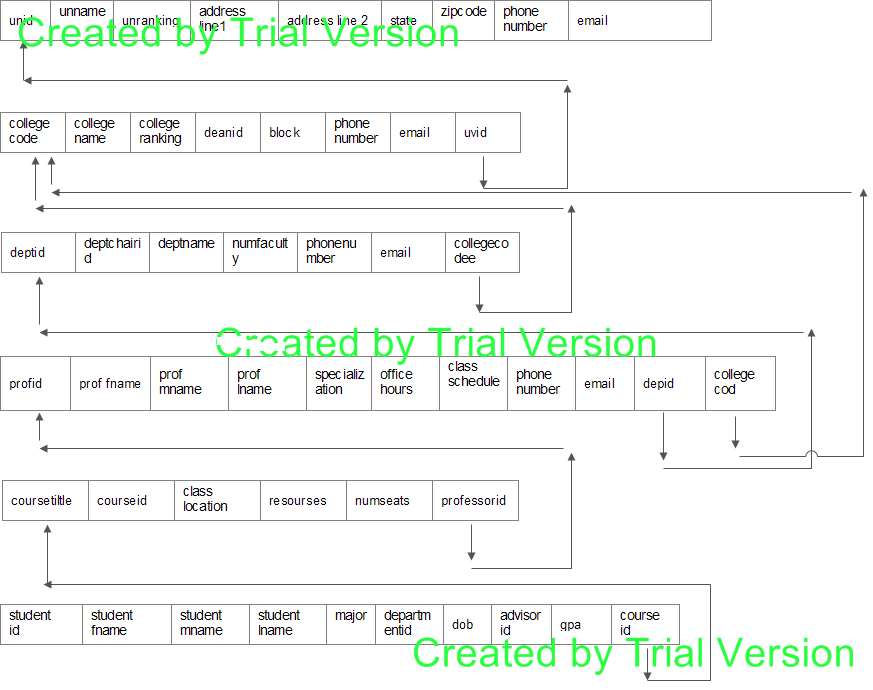 unid unname unranking address line1 address line 2 state zipcode phone number email
Created by Trial Version
college code college name college ranking deanid block phone number email uvid
deptid deptchairid deptname numfaculty phonenumber email collegecodee
Created by Trial Version
profid prof fname prof mname prof lname specialization office hours class schedule phone number email depid college cod
coursetiltle courseid class location resourses numseats professorid
student id student fname student mname student lname major departmentid dob advisor id gpa course id
Created by Trial Version